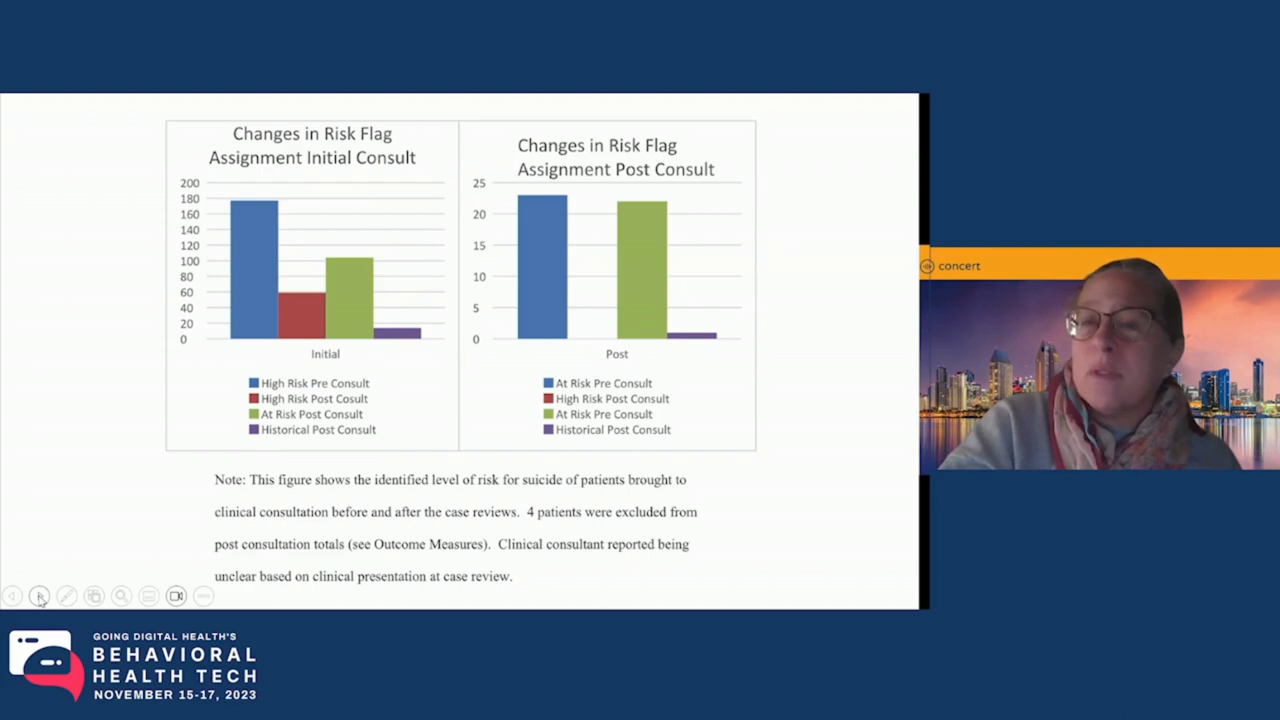 Changes in Risk Flag
Assignment Initial Consult
200
180
160
140
120
100
80
60
40
20
0
Initial
High Risk Pre Consult
High Risk Post Cosult
At Risk Post Consult
Historical Post Consult
Changes in Risk Flag
Assignment Post Consult
25
20
15
10
5
0
Post
At Risk Pre Consult
High Risk Post Consult
At Risk Pre Consult
Historical Post Consult
Note: This figure shows the identified level of risk for suicide of patients brought to
clinical consultation before and after the case reviews. 4 patients were excluded from
post consultation totals (see Outcome Measures). Clinical consultant reported being
unclear based on clinical presentation at case review.
concert
GOING DIGITAL HEALTH'S
BEHAVIORAL
HEALTH TECH
NOVEMBER 15-17, 2023